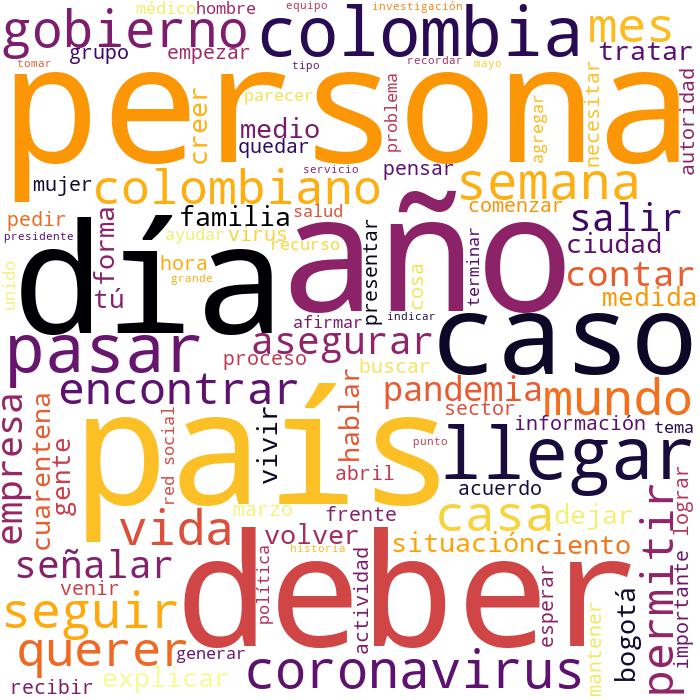 médico
hombre
equipo
investigación
gobierno
colombia
mes
grupo
empezar
tratar
tomar
tipo
recordar
mayo
persona
creer
parecer
problema
agregar
necesitar
autoridad
medio
quedar
servicio
pensar
mujer
colombiano
semana
pedir
familia
salud
comenzar
salir
presidente
forma
ayudar
virus
recurso
presentar
año
terminar
ciudad
unido
día
tú
hora
grande
cosa
contar
medida
afirmar
indicar
caso
pasar
proceso
asegurar
buscar
encontrar
pandemia
mundo
sector
empresa
cuarentena
gente
país
red social
vivir
hablar
punto
información
tema
llegar
abril
acuerdo
lograr
vida
marzo
frente
casa
dejar
volver
situación
ciento
señalar
historia
venir
deber
política
actividad
esperar
mantener
bogotá
permitir
importante
seguir
querer
generar
coronavirus
recibir
explicar